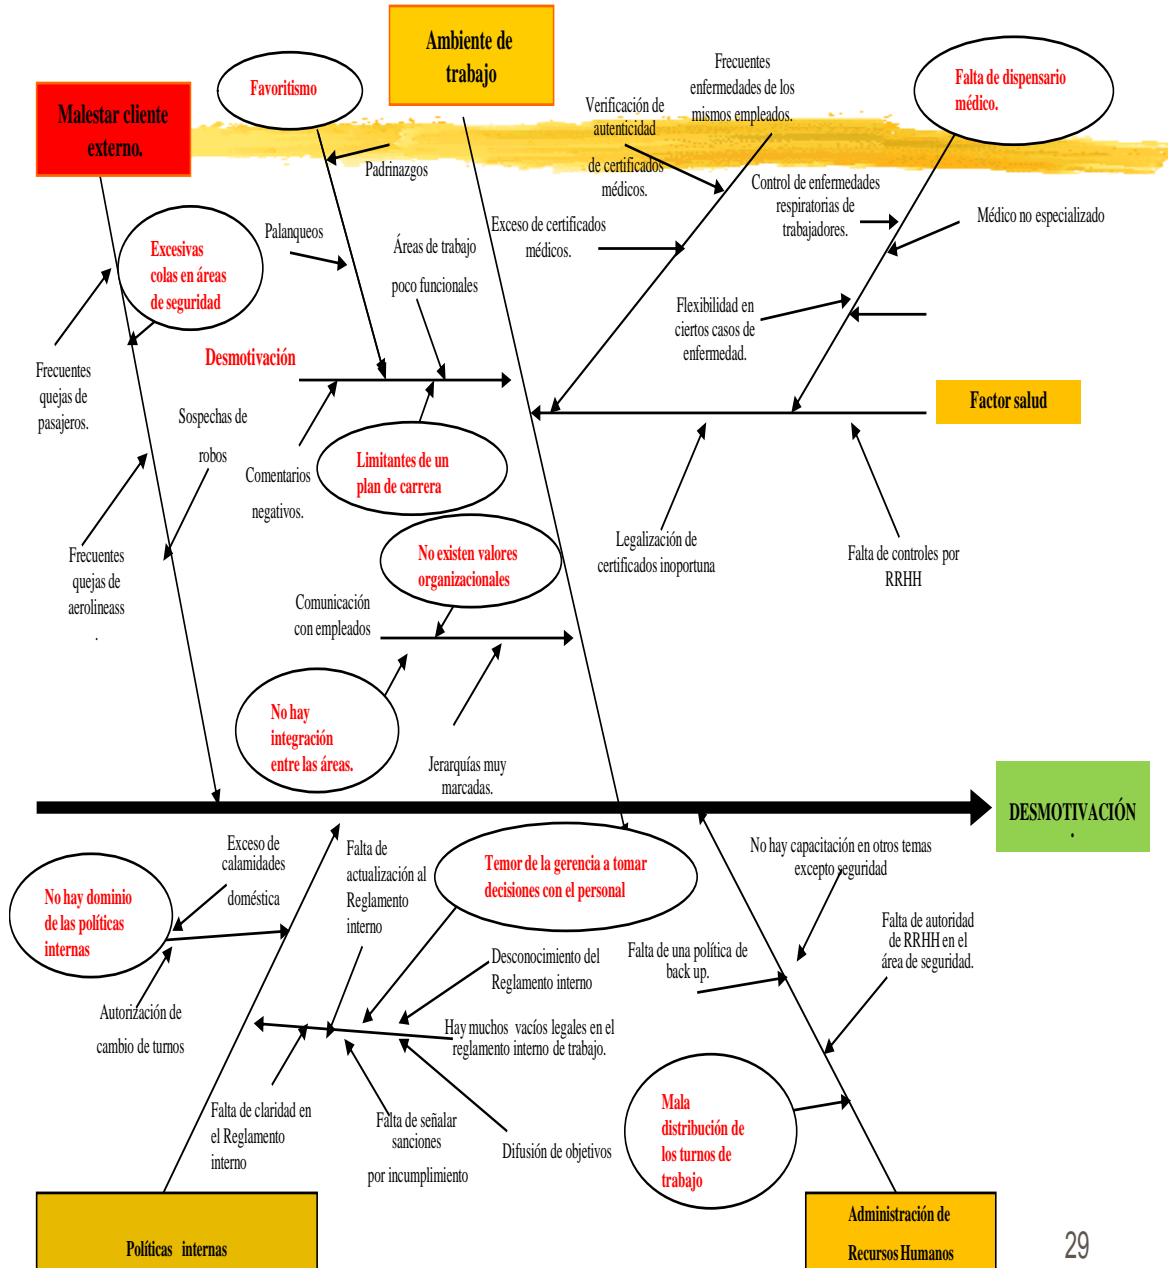 Ambiente de
trabajo
Favoritismo
Malestar cliente
externo.
Frecuentes
enfermedades de los
mismos empleados.
Falta de dispensario
médico.
Verificación de
autenticidad
de certificados
médicos.
Padrinazgos
Control de enfermedades
respiratorias de
trabajadores.
Médico no especializado
Palanqueos
Exceso de certificados
médicos.
Excesivas
colas en áreas
de seguridad
Áreas de trabajo
poco funcionales
Flexibilidad en
ciertos casos de
enfermedad.
Desmotivación
Frecuentes
quejas de
pasajeros.
Factor salud
Sospechas de
robos
Comentarios
negativos.
Limitantes de un
plan de carrera
No existen valores
organizacionales
Legalización de
certificados inoportuna
Falta de controles por
RRHH
Frecuentes
quejas de
aerolineass
.
Comunicación
con empleados
No hay
integración
entre las áreas.
Jerarquías muy
marcadas.
DESMOTIVACIÓN
.
Exceso de
calamidades
doméstica
Falta de
actualización al
Reglamento
interno
Temor de la gerencia a tomar
decisiones con el personal
No hay capacitación en otros temas
excepto seguridad
No hay dominio
de las políticas
internas
Falta de autoridad
de RRHH en el
área de seguridad.
Falta de una política de
back up.
Desconocimiento del
Reglamento interno
Autorización de
cambio de turnos
Hay muchos  vacíos legales en el
reglamento interno de trabajo.
Falta de claridad en
el Reglamento
interno
Falta de señalar
sanciones
por incumplimiento
Difusión de objetivos
Mala
distribución de
los turnos de
trabajo
Políticas  internas
Administración de
Recursos Humanos
29